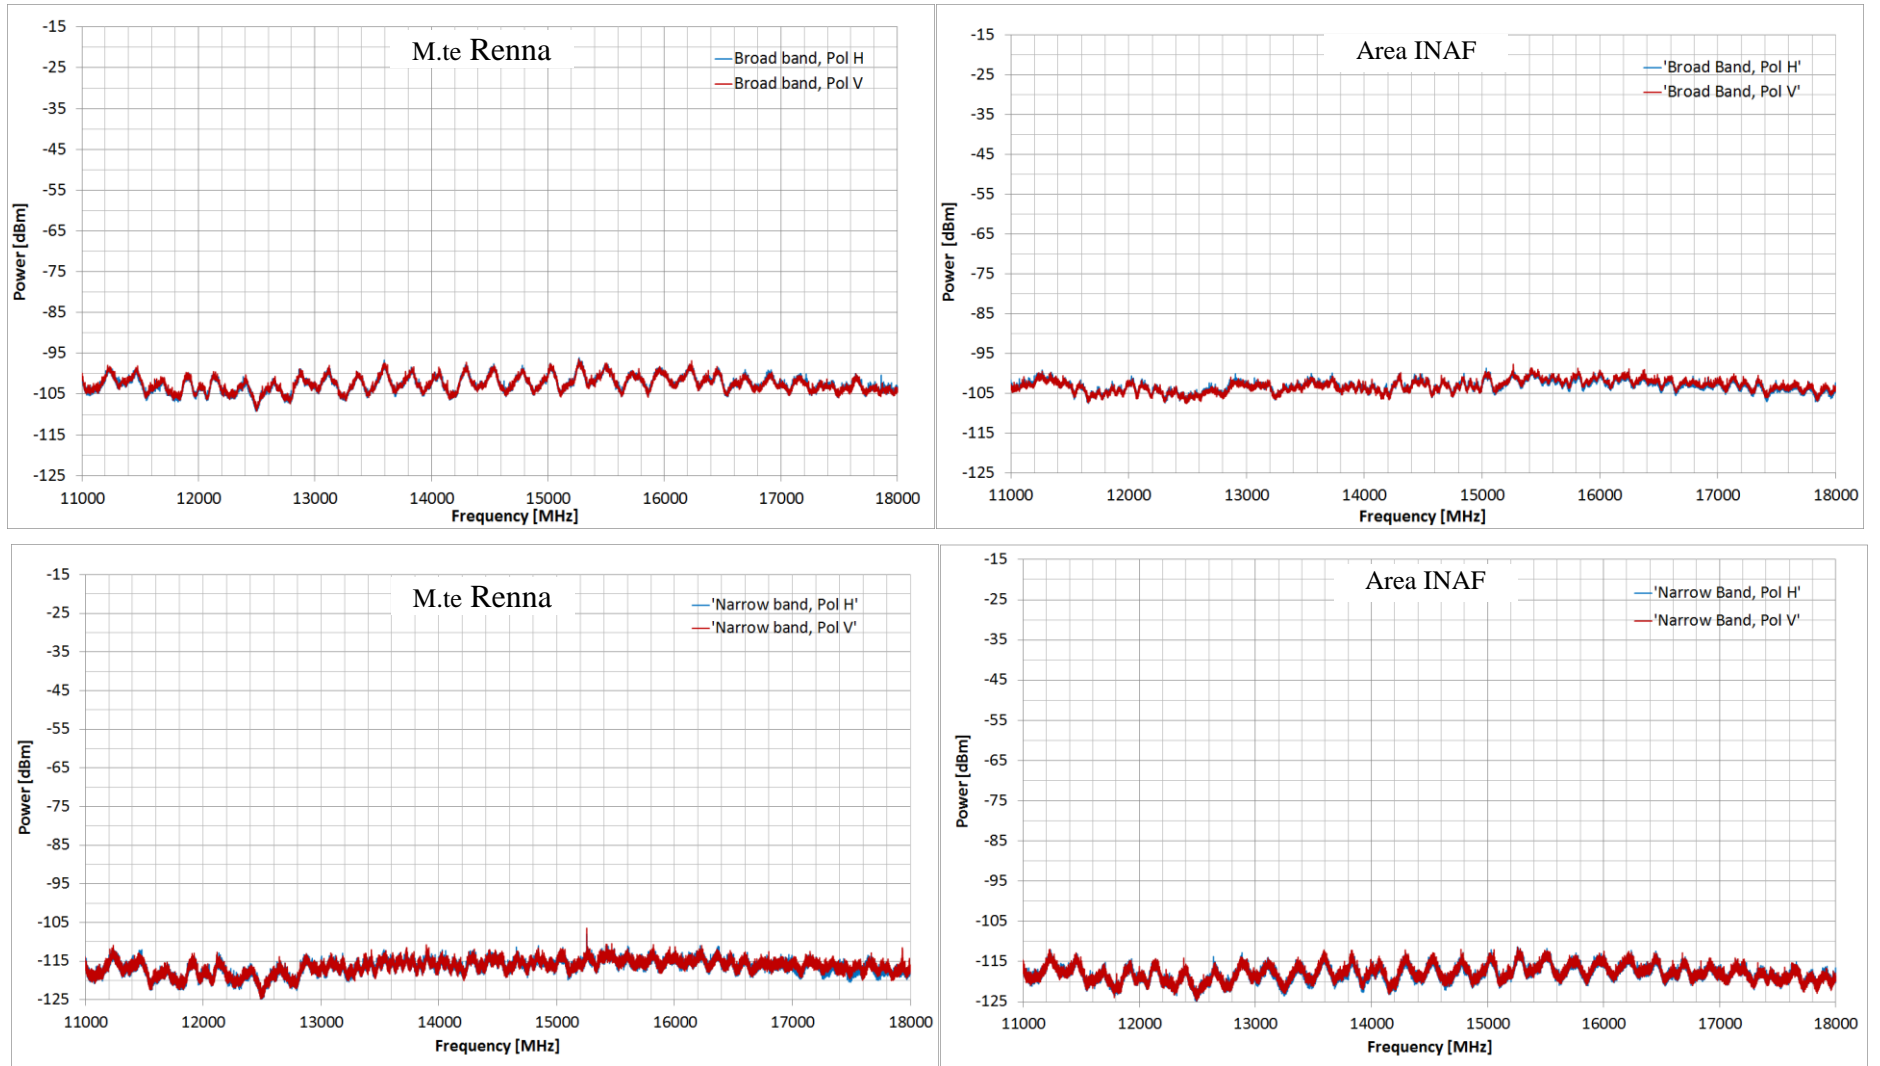 M.te Renna
Broad band, Pol H
Broad band, Pol V
-15
-25
-35
-45
-55
-65
-75
-85
-95
-105
-115
-125
Power [dBm]
11000 12000 13000 14000 15000 16000 17000 18000
Frequency [MHz]
Area INAF
'Broad Band, Pol H'
'Broad Band, Pol V'
-15
-25
-35
-45
-55
-65
-75
-85
-95
-105
-115
-125
Power [dBm]
11000 12000 13000 14000 15000 16000 17000 18000
Frequency [MHz]
M.te Renna
'Narrow band, Pol H'
'Narrow band, Pol V'
-15
-25
-35
-45
-55
-65
-75
-85
-95
-105
-115
-125
Power [dBm]
11000 12000 13000 14000 15000 16000 17000 18000
Frequency [MHz]
Area INAF
'Narrow Band, Pol H'
'Narrow Band, Pol V'
-15
-25
-35
-45
-55
-65
-75
-85
-95
-105
-115
-125
Power [dBm]
11000 12000 13000 14000 15000 16000 17000 18000
Frequency [MHz]